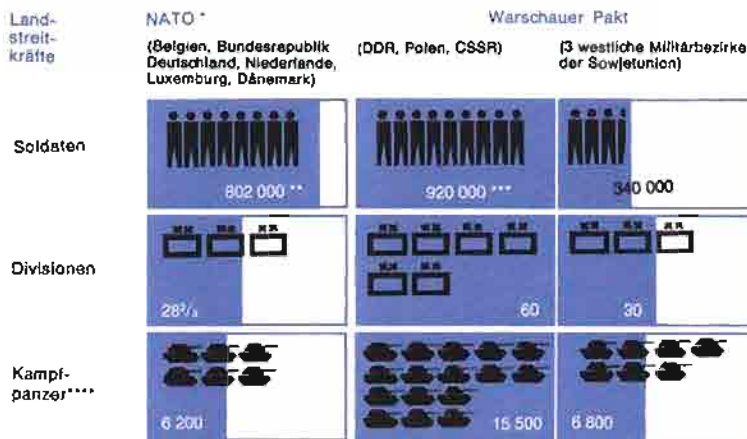 Land-
streit-
kräfte
NATO *
(Belgien, Bundesrepublik
Deutschland, Niederlande,
Luxemburg, Dänemark)
Warschauer Pakt
(DDR, Polen, CSSR)
(3 westliche Militärbezirke
der Sowjetunion)
Soldaten
802 000 **
920 000 ***
340 000
Divisionen
28²/₃
60
30
Kampf-
panzer****
6 200
15 500
6 800